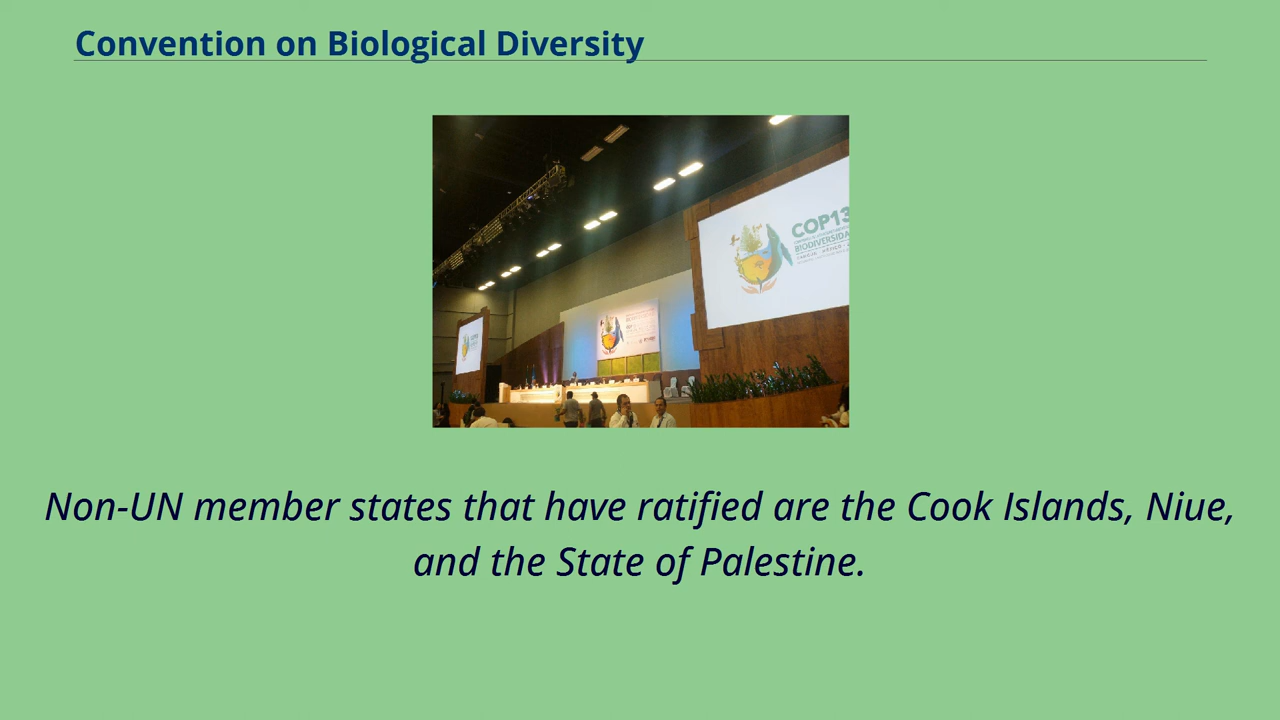 Convention on Biological Diversity
COP13
BIODIVERSIDA
Non-UN member states that have ratified are the Cook Islands, Niue,
and the State of Palestine.